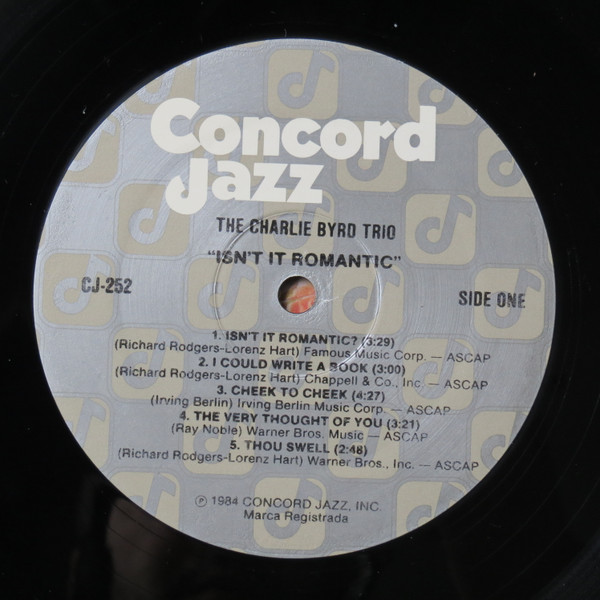 Concord
Jazz
THE CHARLIE BYRD TRIO
"ISN'T IT ROMANTIC"
CJ-252
SIDE ONE
1. ISN'T IT ROMANTIC? (3:29)
(Richard Rodgers-Lorenz Hart) Famous Music Corp. — ASCAP
2. I COULD WRITE A BOOK (3:00)
(Richard Rodgers-Lorenz Hart) Chappell & Co., Inc. — ASCAP
3. CHEEK TO CHEEK (4:27)
(Irving Berlin) Irving Berlin Music Corp. — ASCAP
4. THE VERY THOUGHT OF YOU (3:21)
(Ray Noble) Warner Bros. Music — ASCAP
5. THOU SWELL (2:48)
(Richard Rodgers-Lorenz Hart) Warner Bros., Inc. — ASCAP
℗ 1984 CONCORD JAZZ, INC.
Marca Registrada